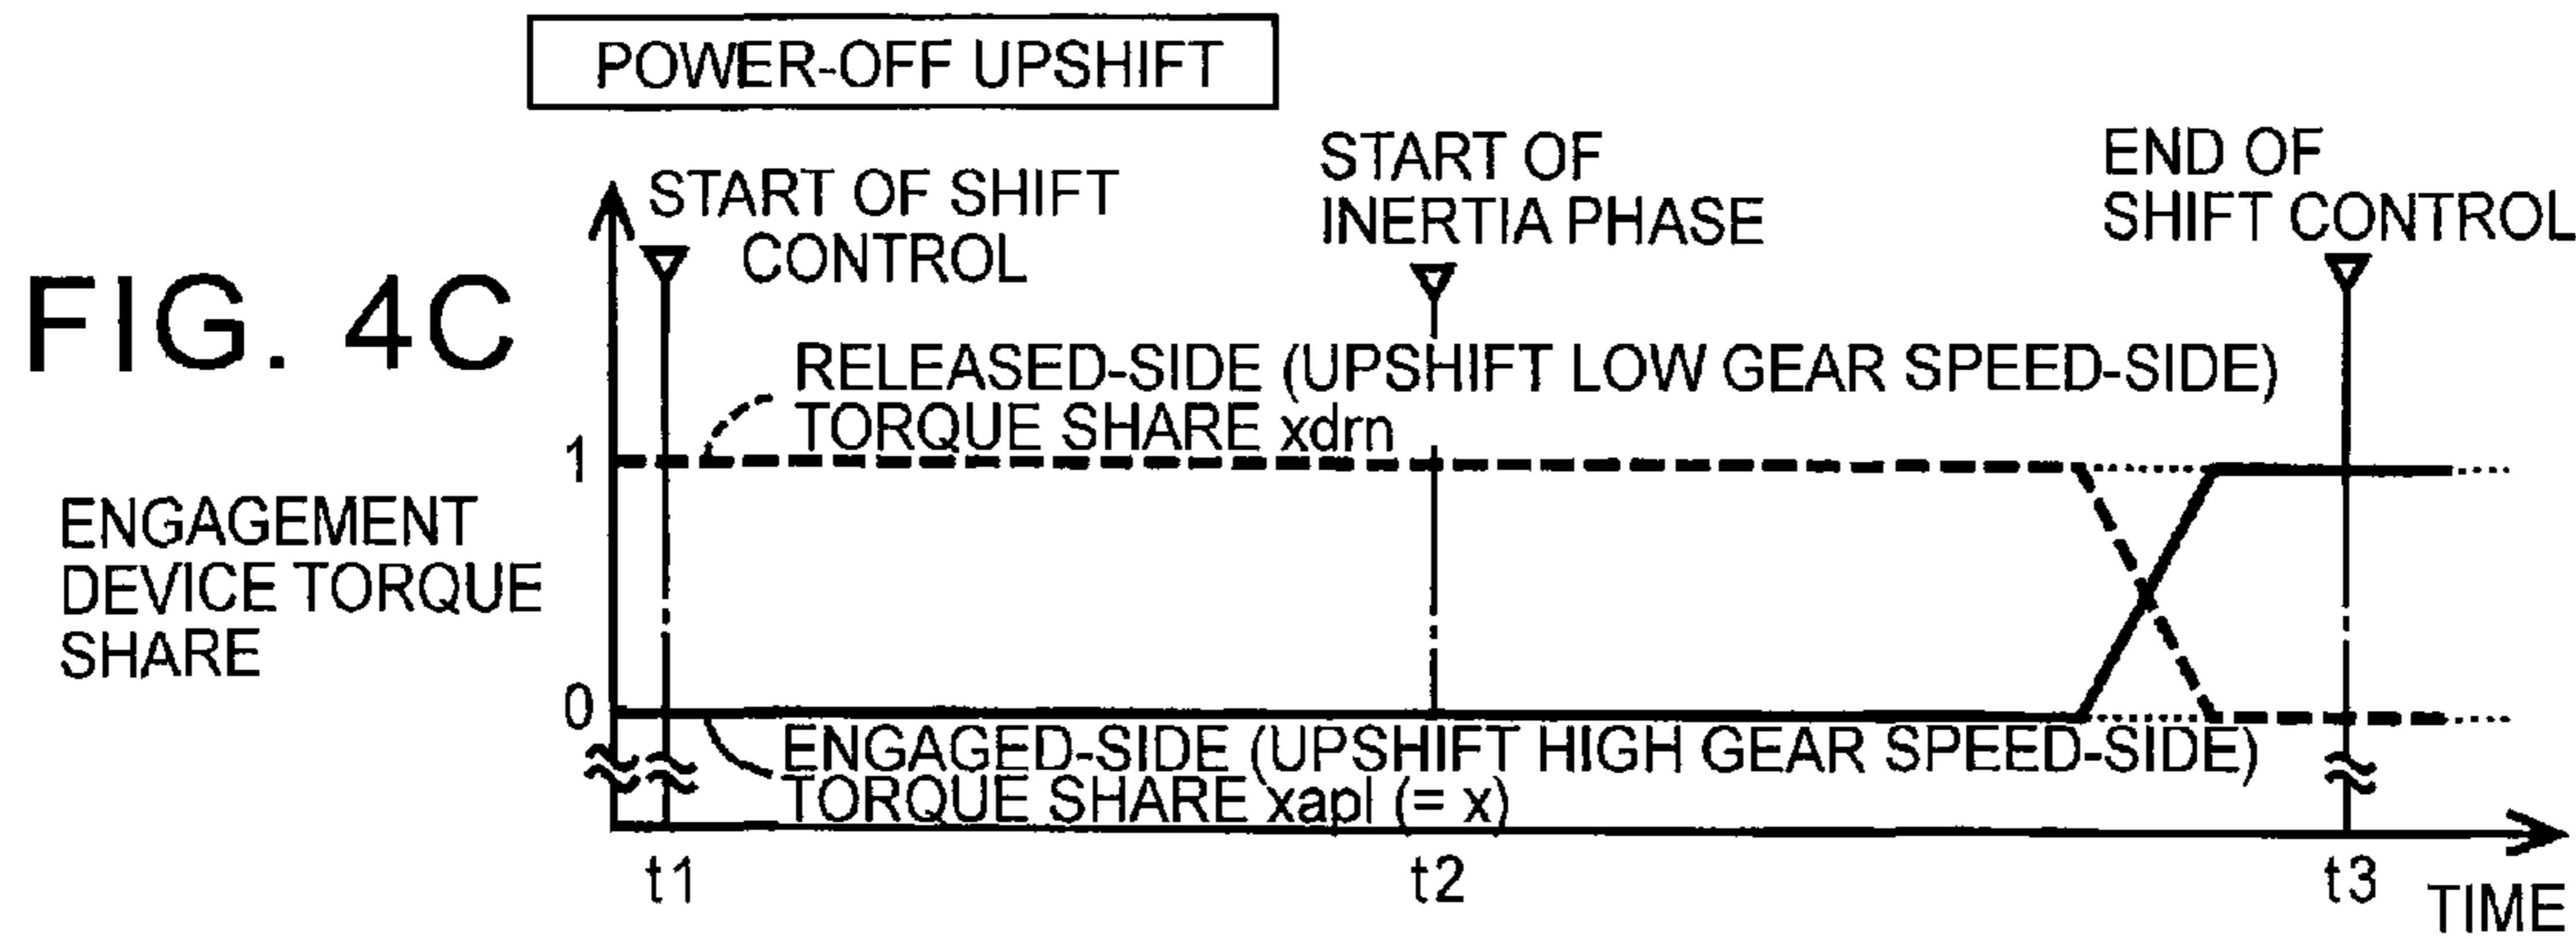 POWER-OFF UPSHIFT
FIG. 4C
START OF SHIFT
CONTROL
START OF
INERTIA PHASE
END OF
SHIFT CONTROL
RELEASED-SIDE (UPSHIFT LOW GEAR SPEED-SIDE)
TORQUE SHARE xdrn
1
ENGAGEMENT
DEVICE TORQUE
SHARE
0
ENGAGED-SIDE (UPSHIFT HIGH GEAR SPEED-SIDE)
TORQUE SHARE xapl (= x)
t1
t2
t3
TIME